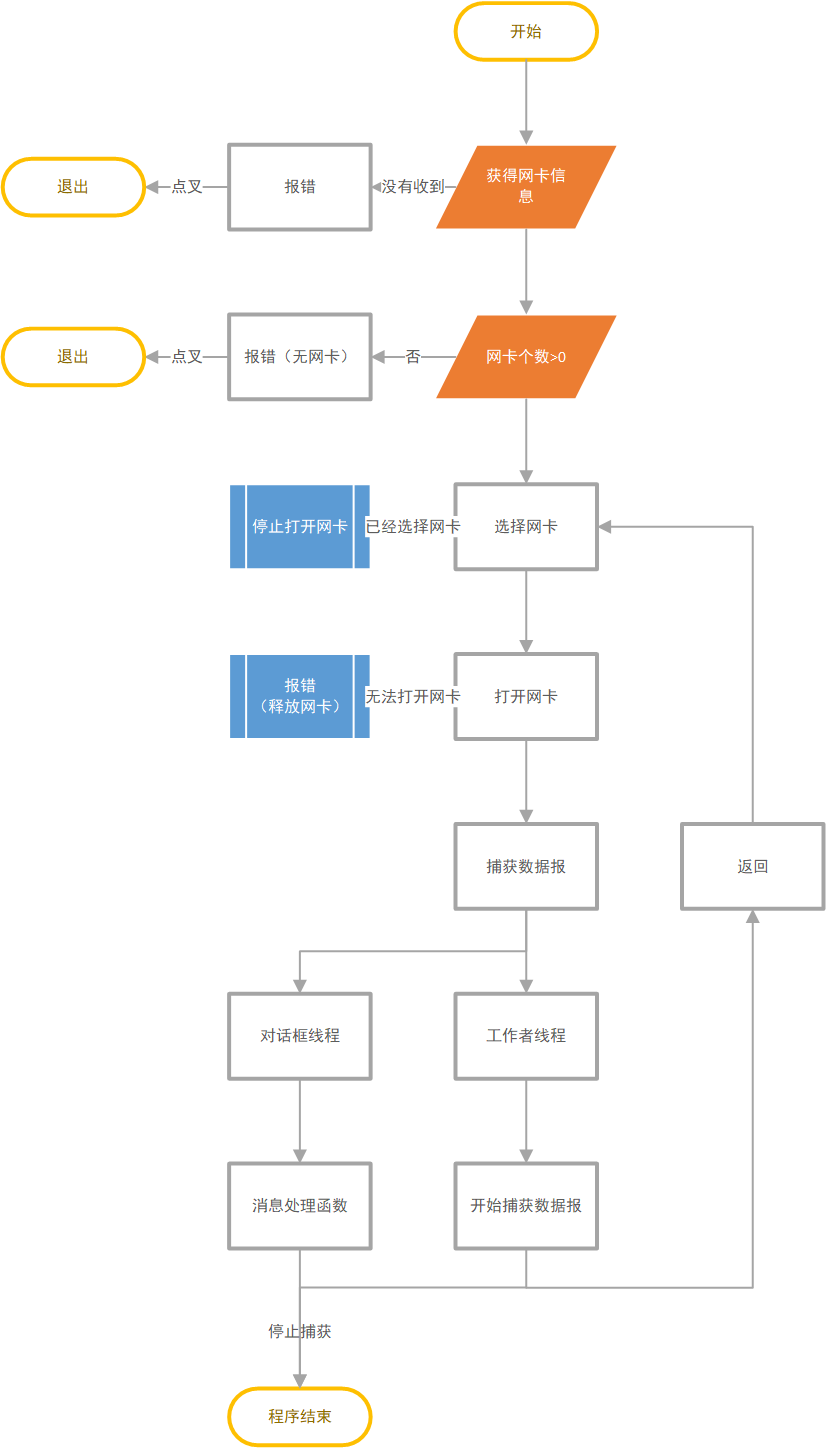 开始
退出
点叉
报错
没有收到
获得网卡信
息
退出
点叉
报错（无网卡）
否
网卡个数>0
停止打开网卡
已经选择网卡
选择网卡
报错
（释放网卡）
无法打开网卡
打开网卡
捕获数据报
返回
对话框线程
工作者线程
消息处理函数
开始捕获数据报
停止捕获
程序结束